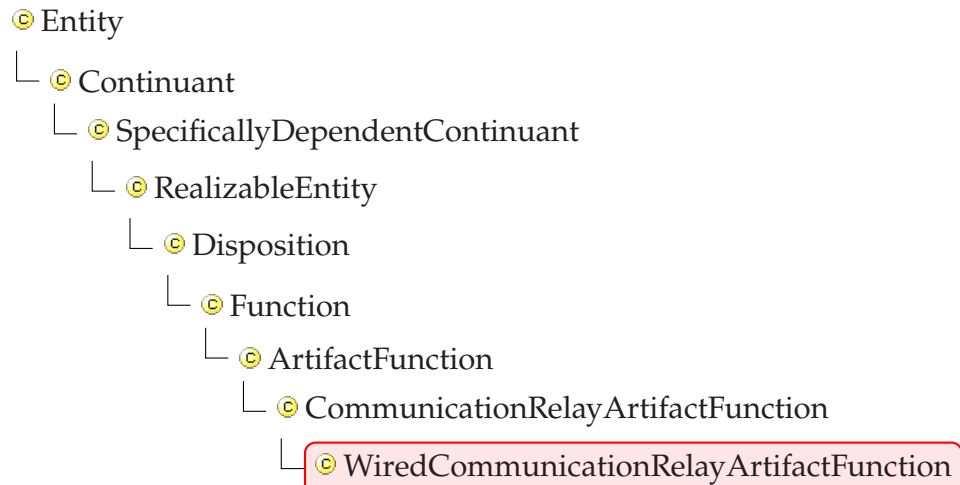 Entity
Continuant
SpecificallyDependentContinuant
RealizableEntity
Disposition
Function
ArtifactFunction
CommunicationRelayArtifactFunction
WiredCommunicationRelayArtifactFunction